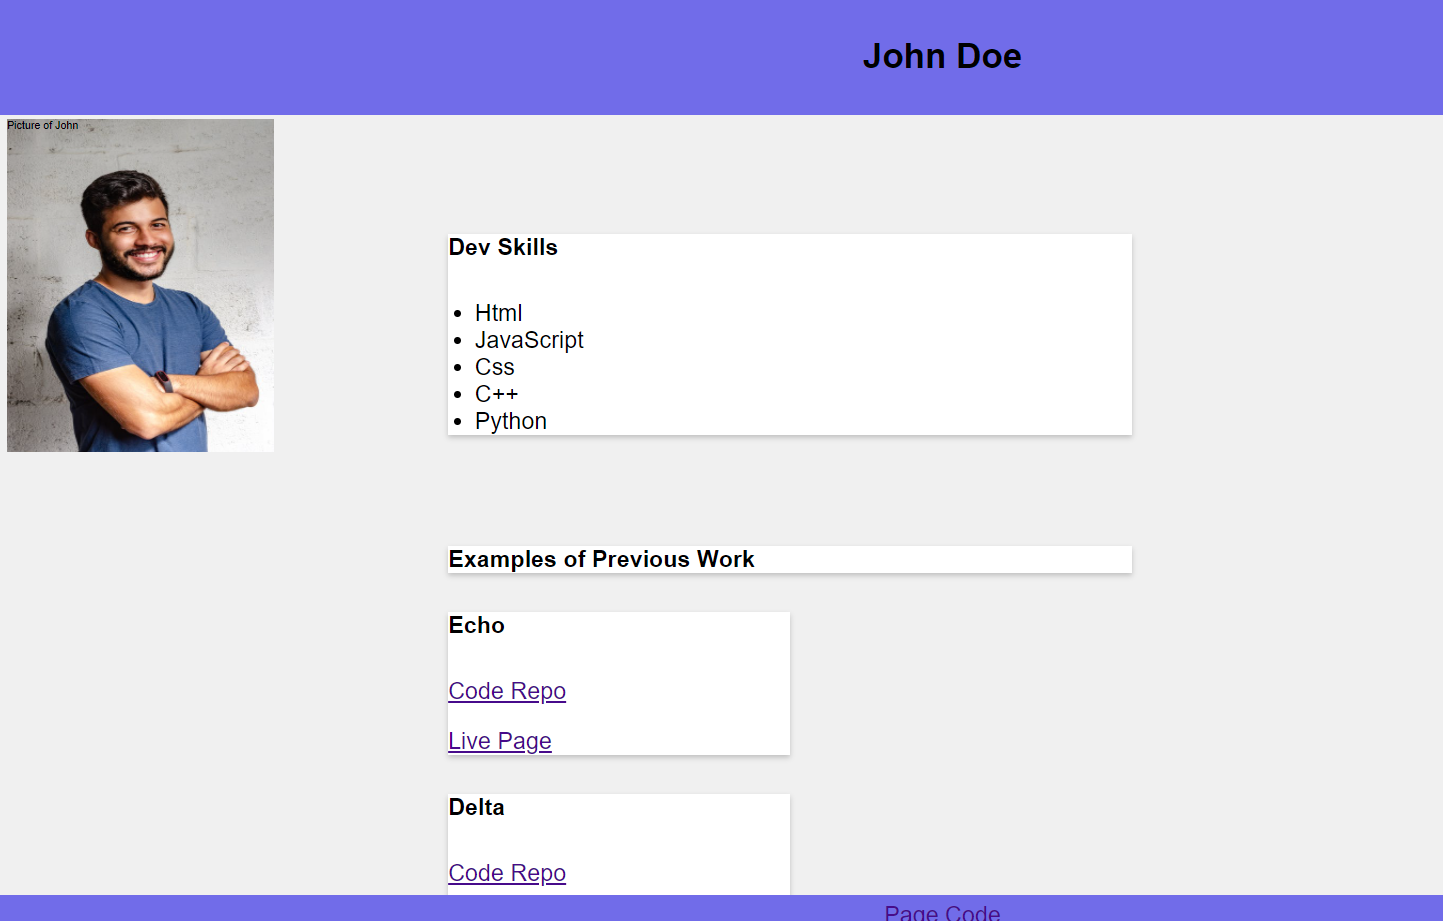 John Doe
Picture of John
Dev Skills
Html
JavaScript
Css
C++
Python
Examples of Previous Work
Echo
Code Repo
Live Page
Delta
Code Repo
Page Code